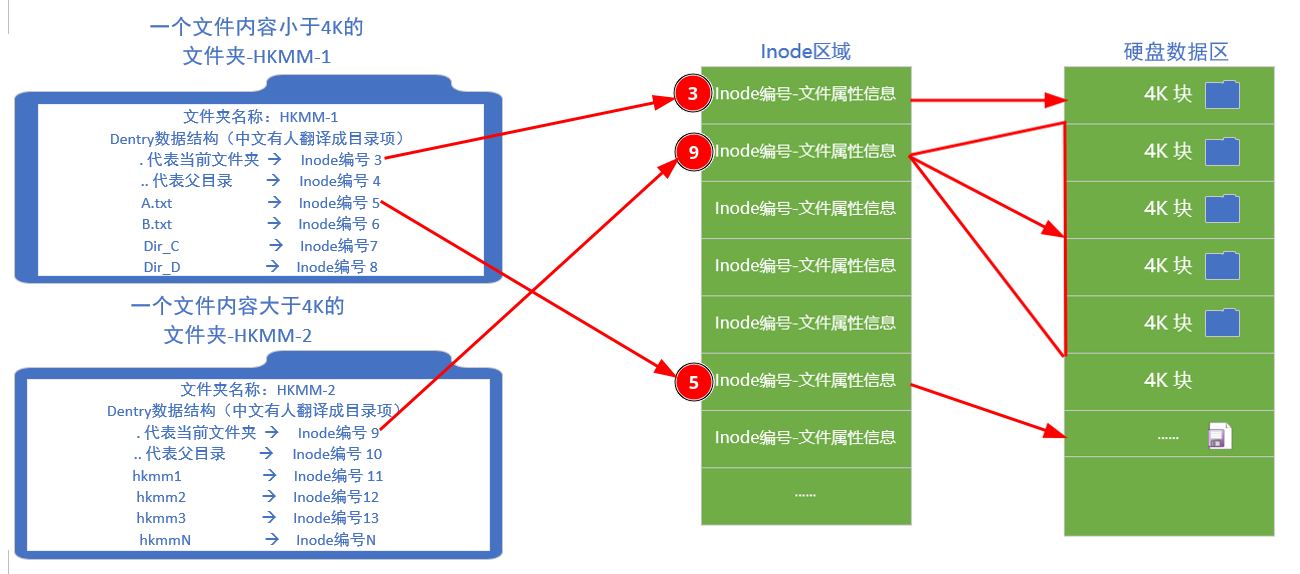 一个文件内容小于4K的
文件夹-HKMM-1
文件夹名称：HKMM-1
Dentry数据结构（中文有人翻译成目录项）
. 代表当前文件夹 → Inode编号 3
.. 代表父目录 → Inode编号 4
A.txt → Inode编号 5
B.txt → Inode编号 6
Dir_C → Inode编号7
Dir_D → Inode编号 8
一个文件内容大于4K的
文件夹-HKMM-2
文件夹名称：HKMM-2
Dentry数据结构（中文有人翻译成目录项）
. 代表当前文件夹 → Inode编号 9
.. 代表父目录 → Inode编号 10
hkmm1 → Inode编号 11
hkmm2 → Inode编号12
hkmm3 → Inode编号13
hkmmN → Inode编号N
Inode区域
3 Inode编号-文件属性信息
9 Inode编号-文件属性信息
Inode编号-文件属性信息
Inode编号-文件属性信息
Inode编号-文件属性信息
5 Inode编号-文件属性信息
Inode编号-文件属性信息
......
硬盘数据区
4K 块
4K 块
4K 块
4K 块
4K 块
4K 块
......